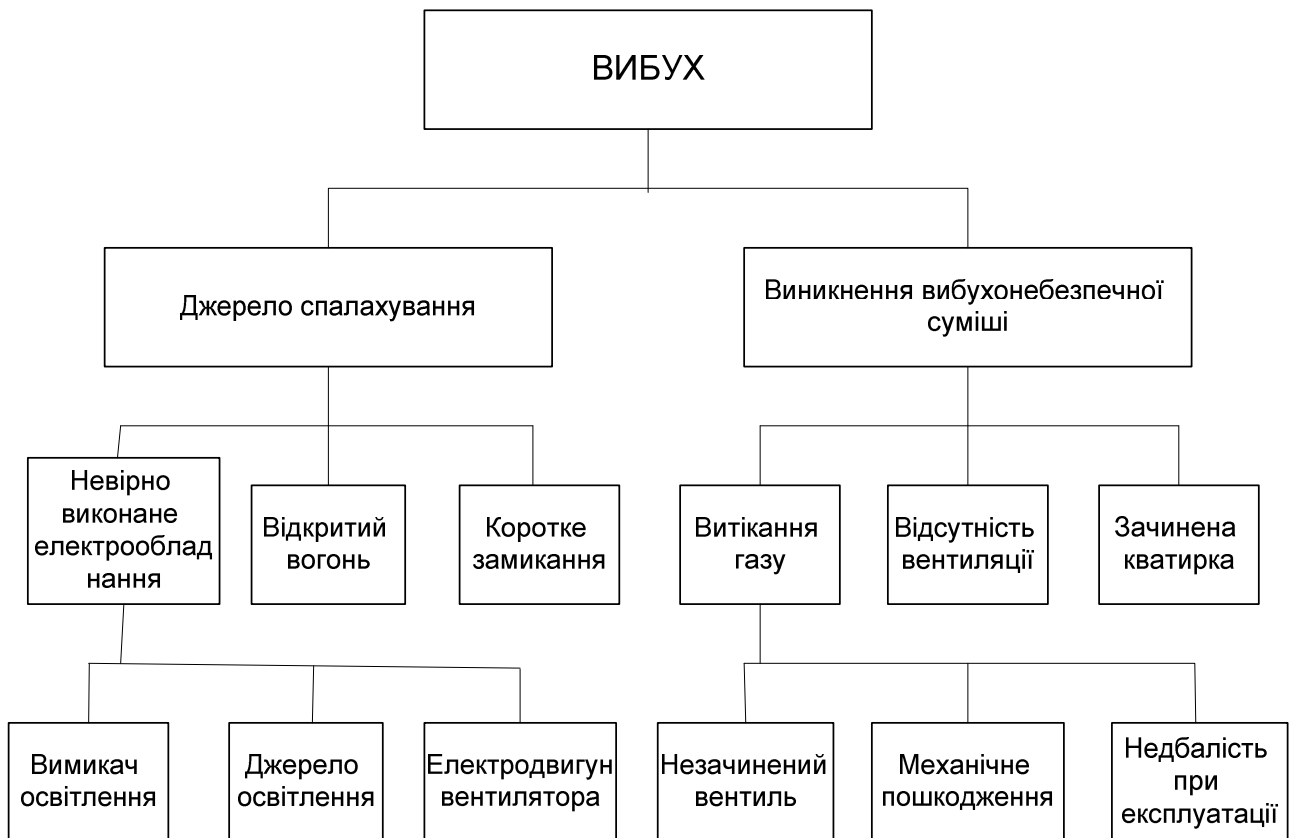 ВИБУХ
Джерело спалахування
Виникнення вибухонебезпечної
суміші
Невірно
виконане
електрооблад
нання
Відкритий
вогонь
Коротке
замикання
Витікання
газу
Відсутність
вентиляції
Зачинена
кватирка
Вимикач
освітлення
Джерело
освітлення
Електродвигун
вентилятора
Незачинений
вентиль
Механічне
пошкодження
Недбалість
при
експлуатації